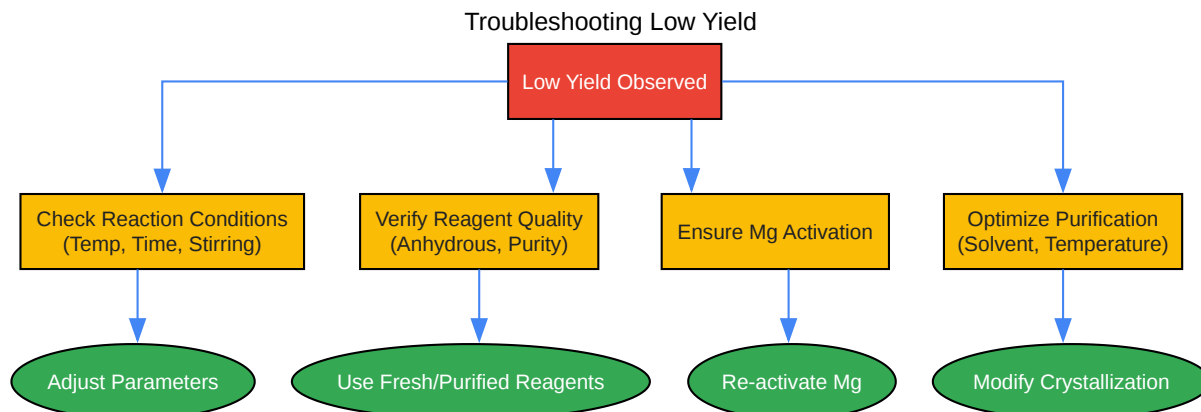 Troubleshooting Low Yield
Low Yield Observed
Check Reaction Conditions
(Temp, Time, Stirring)
Verify Reagent Quality
(Anhydrous, Purity)
Ensure Mg Activation
Optimize Purification
(Solvent, Temperature)
Adjust Parameters
Use Fresh/Purified Reagents
Re-activate Mg
Modify Crystallization